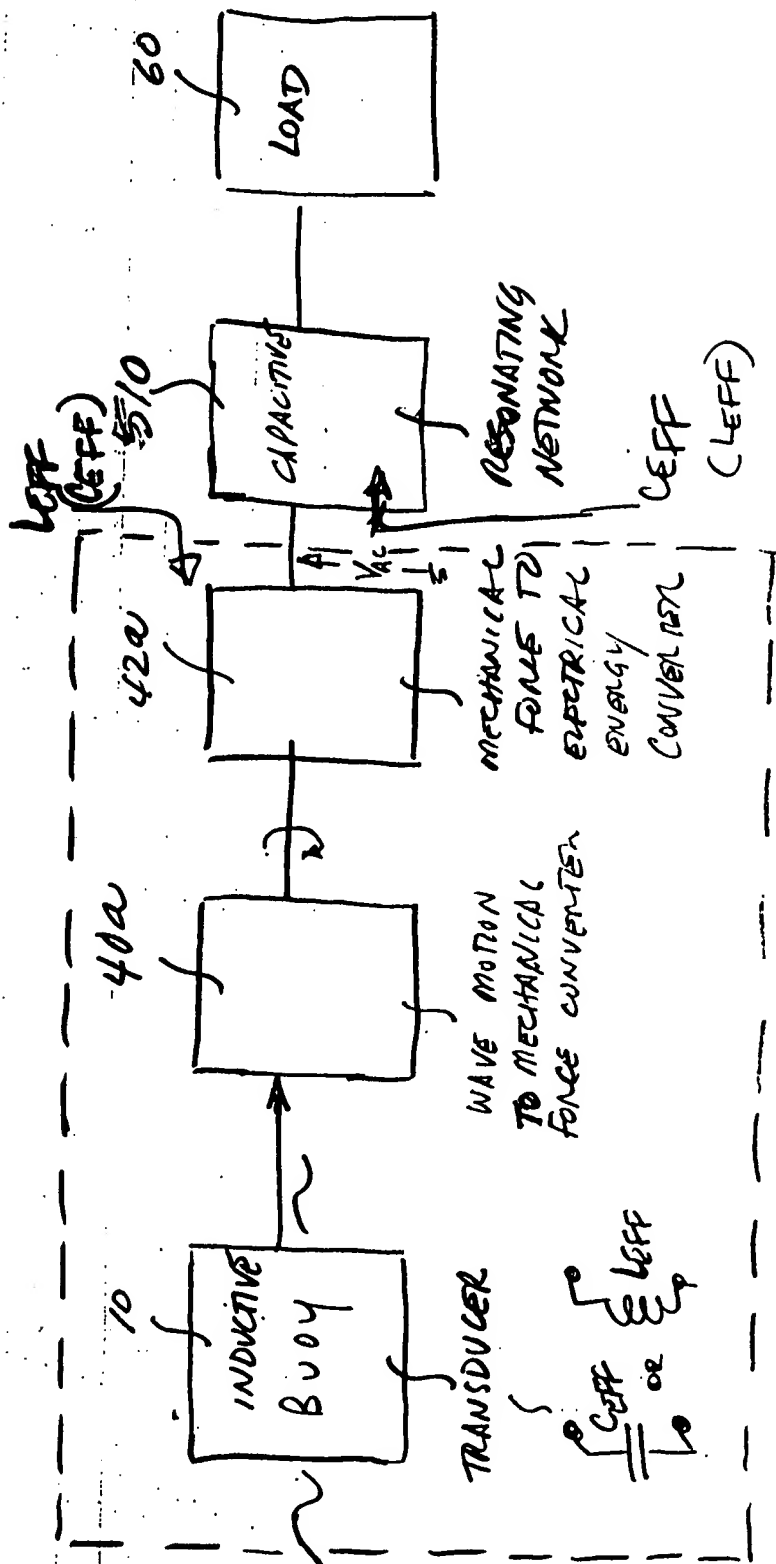 10
INDUCTIVE
BUOY
TRANSDUCER
CEFF
OR
LEFF
40a
WAVE MOTION
TO MECHANICAL
FORCE CONVERTER
42a
MECHANICAL
FORCE TO
ELECTRICAL
ENERGY
CONVERTER
LEFF
(CEFF)
VAC
510
CAPACITIVE
RESONATING
NETWORK
CEFF
(LEFF)
60
LOAD